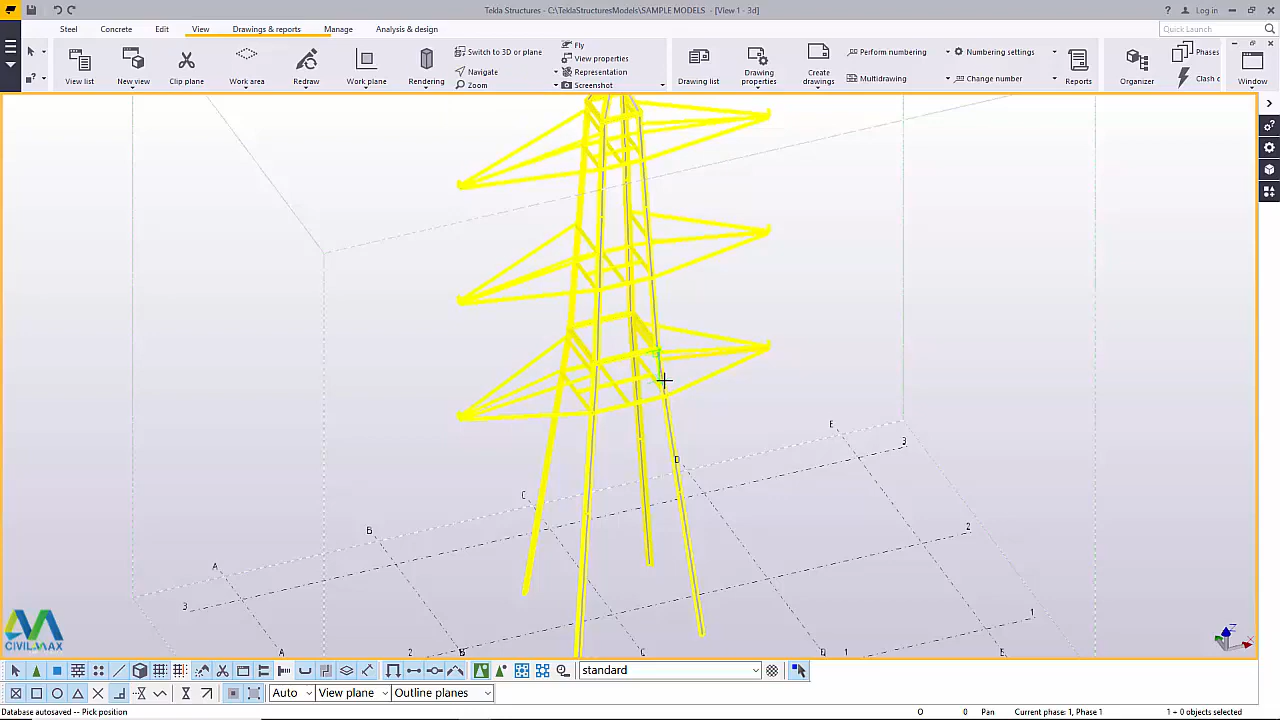 Tekla Structures - C:\TeklaStructuresModels\SAMPLE MODELS - [View 1 - 3d]
? Log in
Steel Concrete Edit View Drawings & reports Manage Analysis & design
Quick Launch
View list
New view
Clip plane
Work area
Redraw
Work plane
Rendering
Switch to 3D or plane
Navigate
Zoom
Fly
View properties
Representation
Screenshot
Drawing list
Drawing properties
Create drawings
Perform numbering
Multidrawing
Numbering settings
Change number
Reports
Organizer
Phases
Clash c
Window
E
3
D
C
2
B
A
3
1
A 2 B C D 1 E
Z
X
CIVILMAX
standard
Auto View plane Outline planes
Database autosaved -- Pick position
O 0 Pan Current phase: 1, Phase 1 1 + 0 objects selected